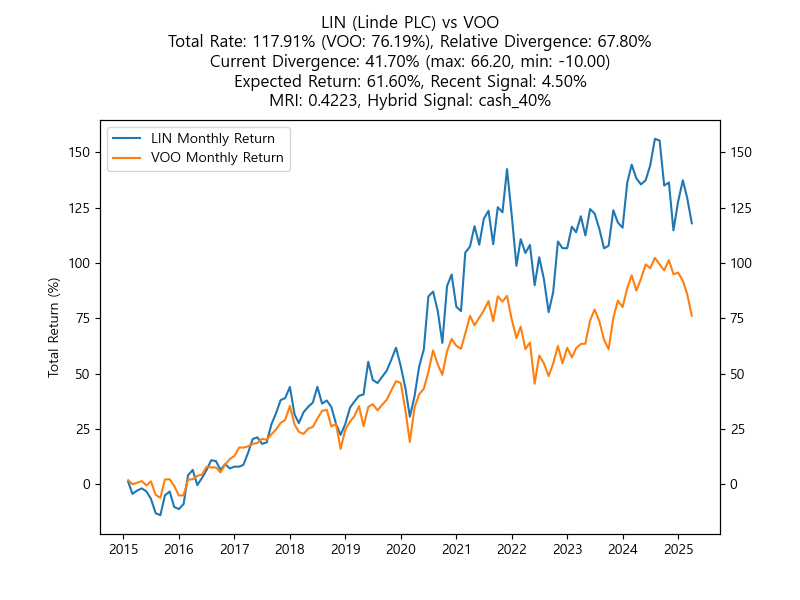 LIN (Linde PLC) vs VOO
Total Rate: 117.91% (VOO: 76.19%), Relative Divergence: 67.80%
Current Divergence: 41.70% (max: 66.20, min: -10.00)
Expected Return: 61.60%, Recent Signal: 4.50%
MRI: 0.4223, Hybrid Signal: cash_40%
LIN Monthly Return
VOO Monthly Return
Total Return (%)
150
125
100
75
50
25
0
150
125
100
75
50
25
0
2015 2016 2017 2018 2019 2020 2021 2022 2023 2024 2025